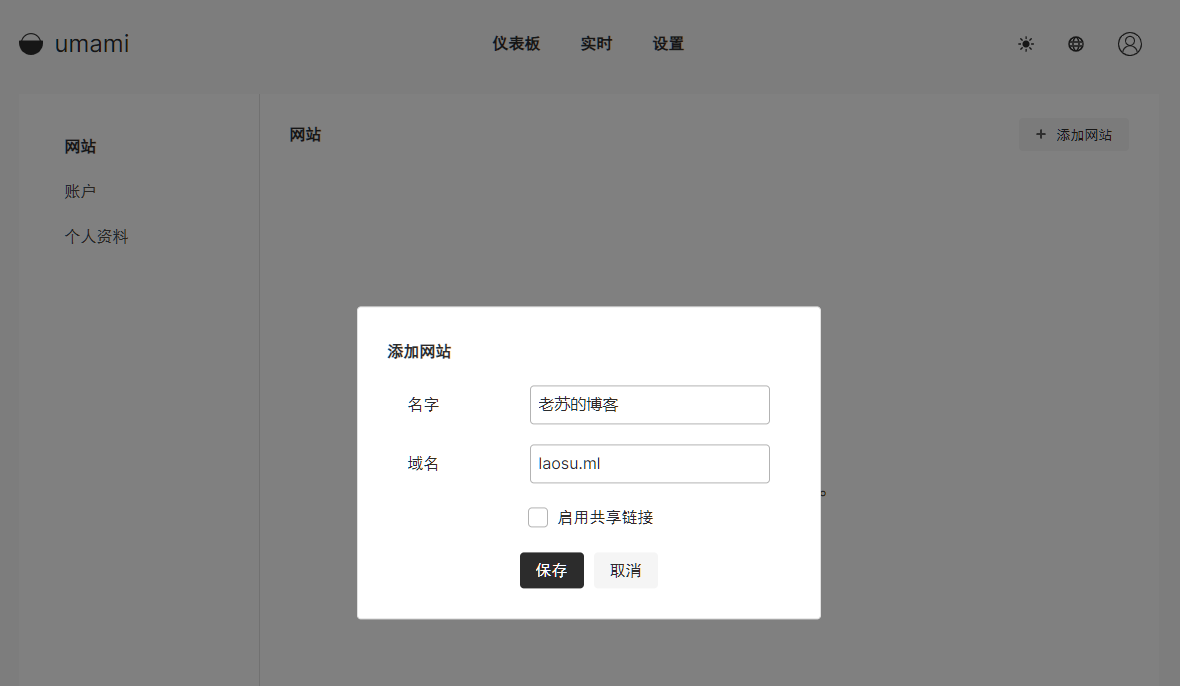 umami
仪表板 实时 设置
网站
账户
个人资料
网站
+ 添加网站
添加网站
名字 老苏的博客
域名 laosu.ml
启用共享链接
保存 取消
。